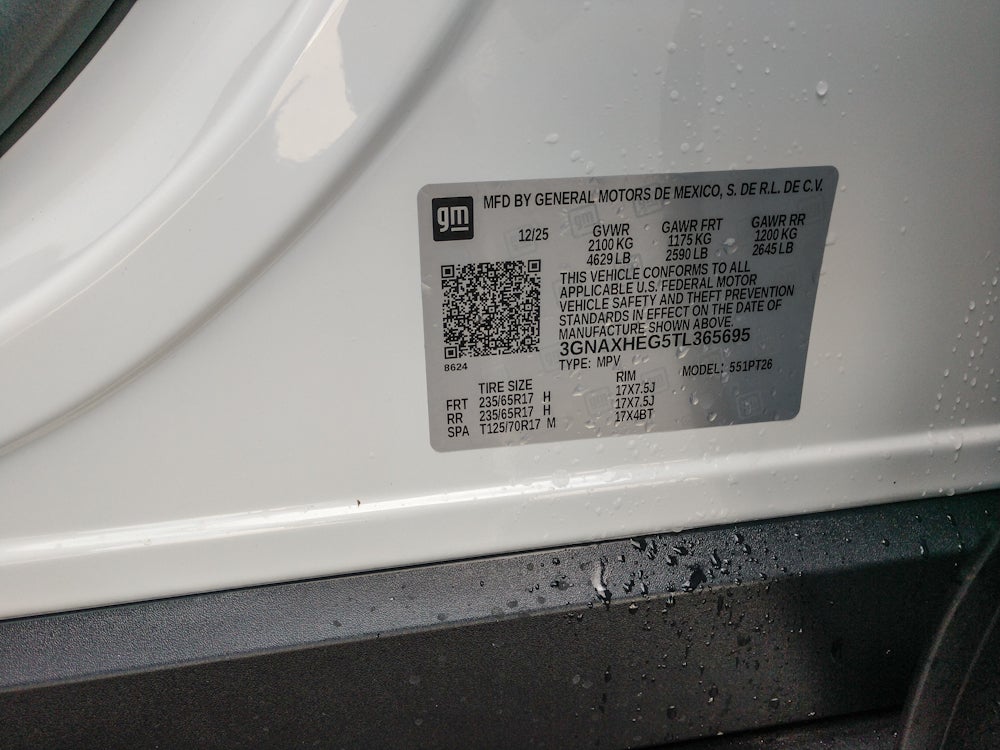 gm
MFD BY GENERAL MOTORS DE MEXICO, S. DE R.L. DE C.V.
12/25 GVWR GAWR FRT GAWR RR
2100 KG 1175 KG 1200 KG
4629 LB 2590 LB 2645 LB
THIS VEHICLE CONFORMS TO ALL
APPLICABLE U.S. FEDERAL MOTOR
VEHICLE SAFETY AND THEFT PREVENTION
STANDARDS IN EFFECT ON THE DATE OF
MANUFACTURE SHOWN ABOVE.
3GNAXHEG5TL365695
8624
TYPE: MPV MODEL: 551PT26
TIRE SIZE RIM
FRT 235/65R17 H 17X7.5J
RR 235/65R17 H 17X7.5J
SPA T125/70R17 M 17X4BT